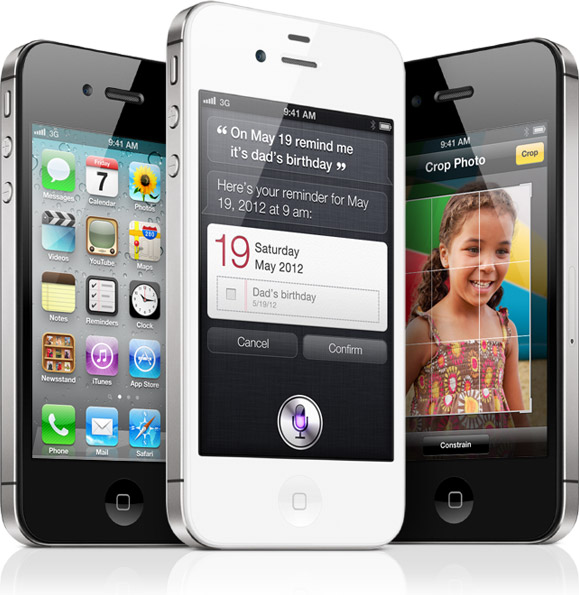 3G
9:41 AM
Messages
Friday
7
Calendar
Photos
Videos
YouTube
280
Maps
Notes
Reminders
Clock
Newsstand
iTunes
App Store
Phone
Mail
Safari
3G
9:41 AM
“ On May 19 remind me
it’s dad’s birthday ”
Here’s your reminder for May
19, 2012 at 9 am:
19
Saturday
May 2012
Dad’s birthday
5/19/12
Cancel
Confirm
9:41 AM
Crop Photo
Crop
Constrain